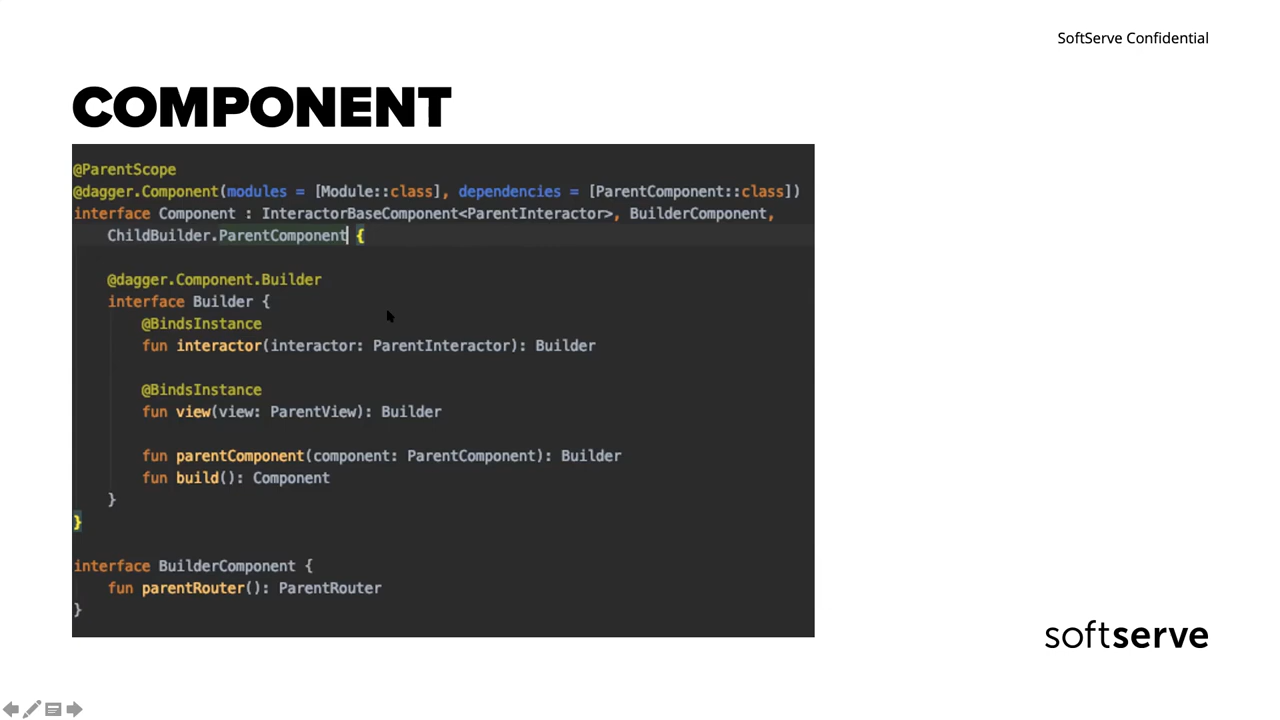 SoftServe Confidential
COMPONENT
@ParentScope
@dagger.Component(modules = [Module::class], dependencies = [ParentComponent::class])
interface Component : InteractorBaseComponent<ParentInteractor>, BuilderComponent,
ChildBuilder.ParentComponent {
@dagger.Component.Builder
interface Builder {
@BindsInstance
fun interactor(interactor: ParentInteractor): Builder
@BindsInstance
fun view(view: ParentView): Builder
fun parentComponent(component: ParentComponent): Builder
fun build(): Component
}
}
interface BuilderComponent {
fun parentRouter(): ParentRouter
}
softserve